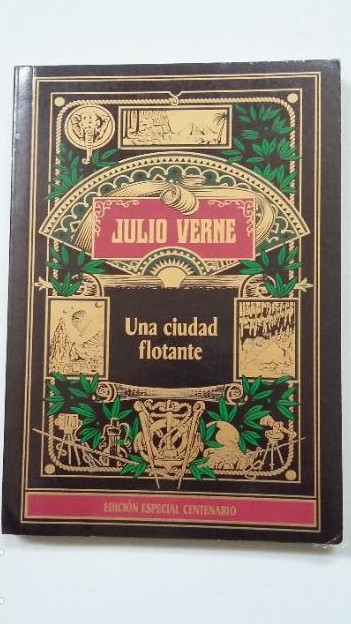 JULIO VERNE
Una ciudad
flotante
EDICIÓN ESPECIAL CENTENARIO